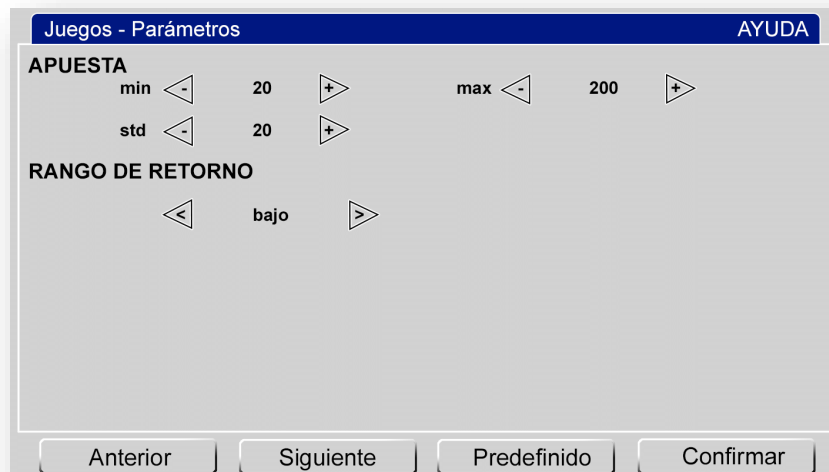 Juegos - Parámetros AYUDA
APUESTA
min - 20 + max - 200 +
std - 20 +
RANGO DE RETORNO
< bajo >
Anterior Siguiente Predefinido Confirmar